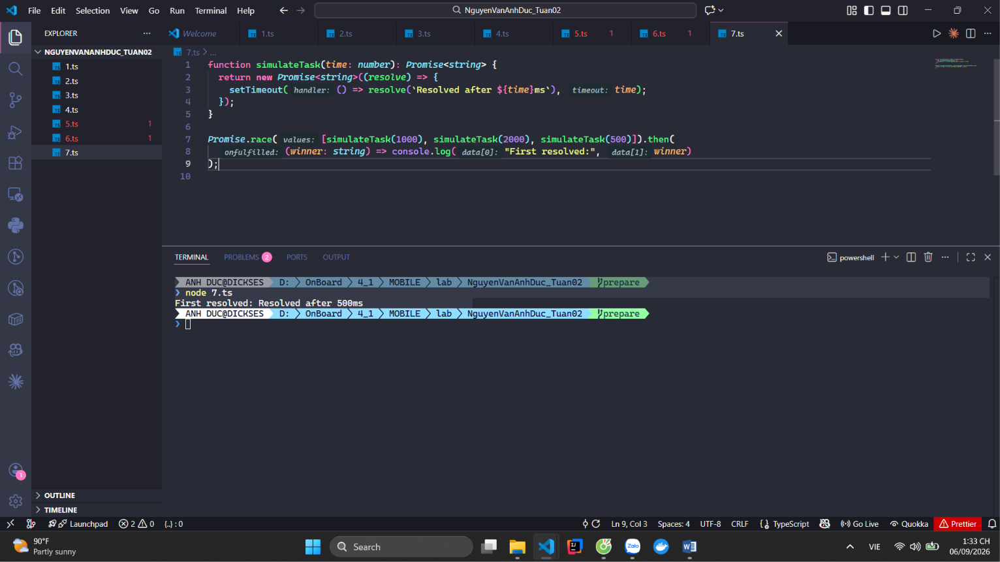 File Edit Selection View Go Run Terminal Help
NguyenVanAnhDuc_Tuan02
EXPLORER
Welcome 1.ts 2.ts 3.ts 4.ts 5.ts 1 6.ts 1 7.ts
NGUYENVANANHDUC_TUAN02
1.ts
2.ts
3.ts
4.ts
5.ts 1
6.ts 1
7.ts
7.ts > ...
1 function simulateTask(time: number): Promise<string> {
2 return new Promise<string>((resolve) => {
3 setTimeout( handler: () => resolve(`Resolved after ${time}ms`), timeout: time);
4 });
5 }
6
7 Promise.race( values: [simulateTask(1000), simulateTask(2000), simulateTask(500)]).then(
8 onfulfilled: (winner: string) => console.log( data[0]: "First resolved:", data[1]: winner)
9 );
10
TERMINAL PROBLEMS 2 PORTS OUTPUT
powershell
ANH DUC@DICKSES D: OnBoard 4_1 MOBILE lab NguyenVanAnhDuc_Tuan02 prepare
❯ node 7.ts
First resolved: Resolved after 500ms
ANH DUC@DICKSES D: OnBoard 4_1 MOBILE lab NguyenVanAnhDuc_Tuan02 prepare
❯
1
OUTLINE
TIMELINE
Launchpad 2 0 {..} : 0
Ln 9, Col 3 Spaces: 4 UTF-8 CRLF TypeScript Go Live Quokka Prettier
90°F
Partly sunny
Search
Zalo
VIE
1:33 CH
06/09/2026